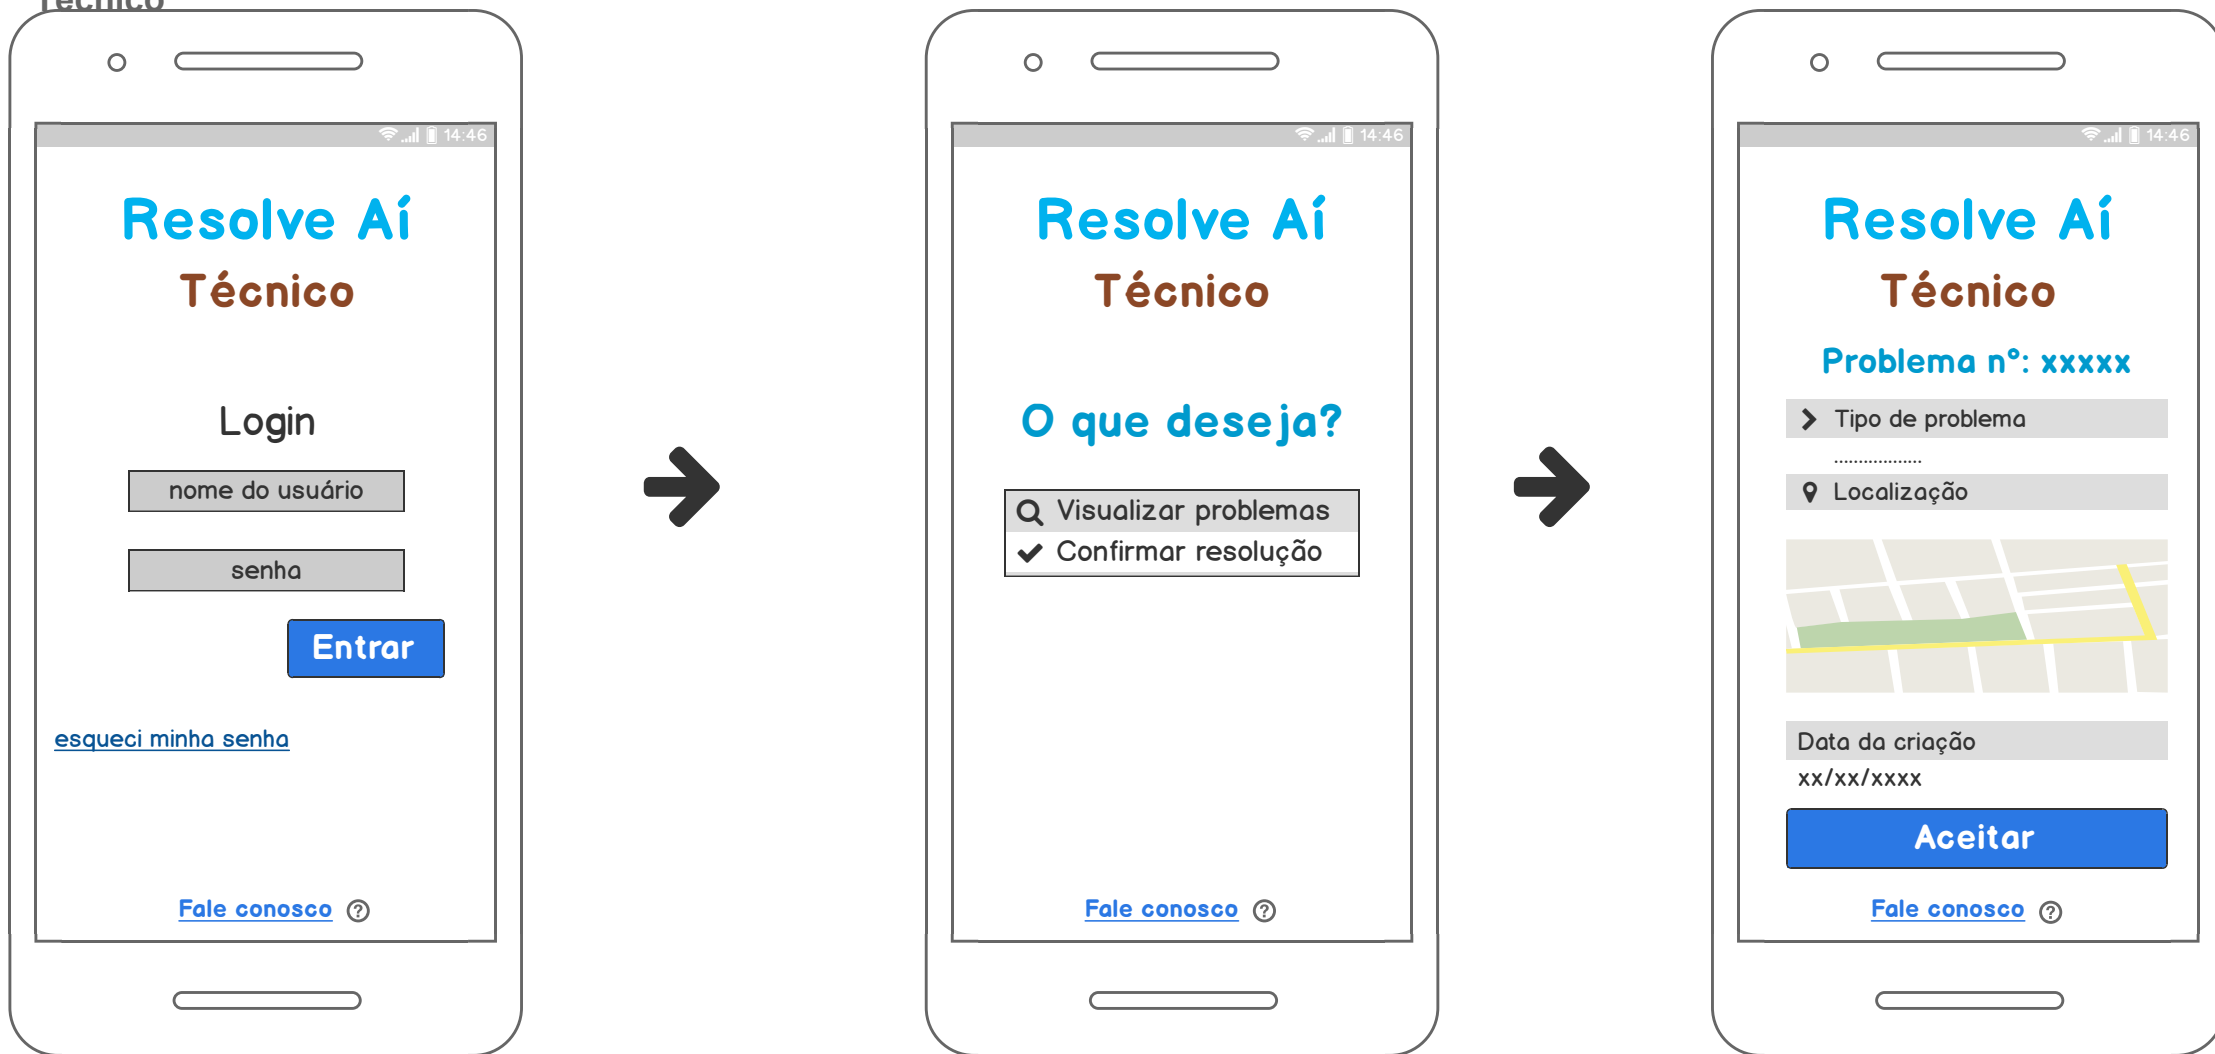 Técnico
14:46
Resolve Aí
Técnico
Login
nome do usuário
senha
Entrar
esqueci minha senha
Fale conosco ?
14:46
Resolve Aí
Técnico
O que deseja?
Visualizar problemas
Confirmar resolução
Fale conosco ?
14:46
Resolve Aí
Técnico
Problema nº: xxxxx
Tipo de problema
..................
Localização
Data da criação
xx/xx/xxxx
Aceitar
Fale conosco ?